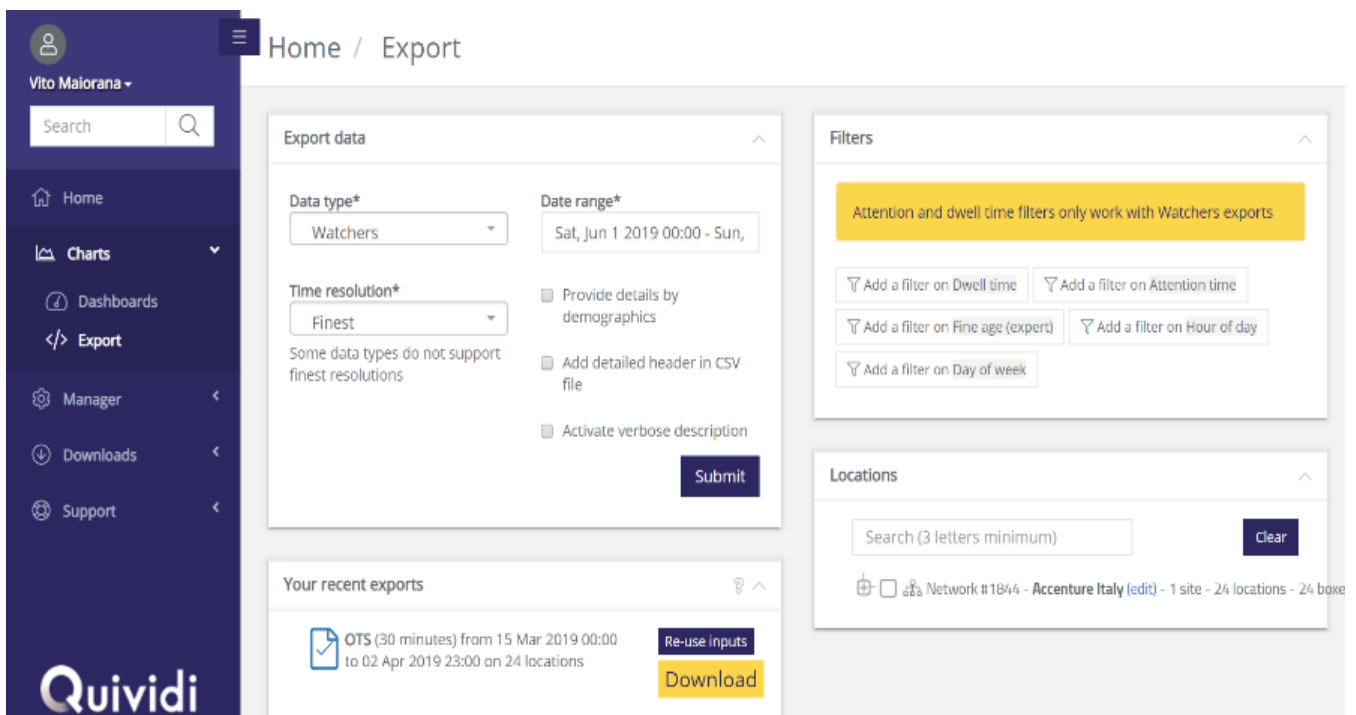 Vito Maiorana
Search
Home
Charts
Dashboards
</> Export
Manager
Downloads
Support
Quividi
Home / Export
Export data
Data type*
Watchers
Date range*
Sat, Jun 1 2019 00:00 - Sun,
Time resolution*
Finest
Some data types do not support
finest resolutions
Provide details by
demographics
Add detailed header in CSV
file
Activate verbose description
Submit
Your recent exports
OTS (30 minutes) from 15 Mar 2019 00:00
to 02 Apr 2019 23:00 on 24 locations
Re-use inputs
Download
Filters
Attention and dwell time filters only work with Watchers exports
Add a filter on Dwell time
Add a filter on Attention time
Add a filter on Fine age (expert)
Add a filter on Hour of day
Add a filter on Day of week
Locations
Search (3 letters minimum)
Clear
Network #1844 - Accenture Italy (edit) - 1 site - 24 locations - 24 boxe